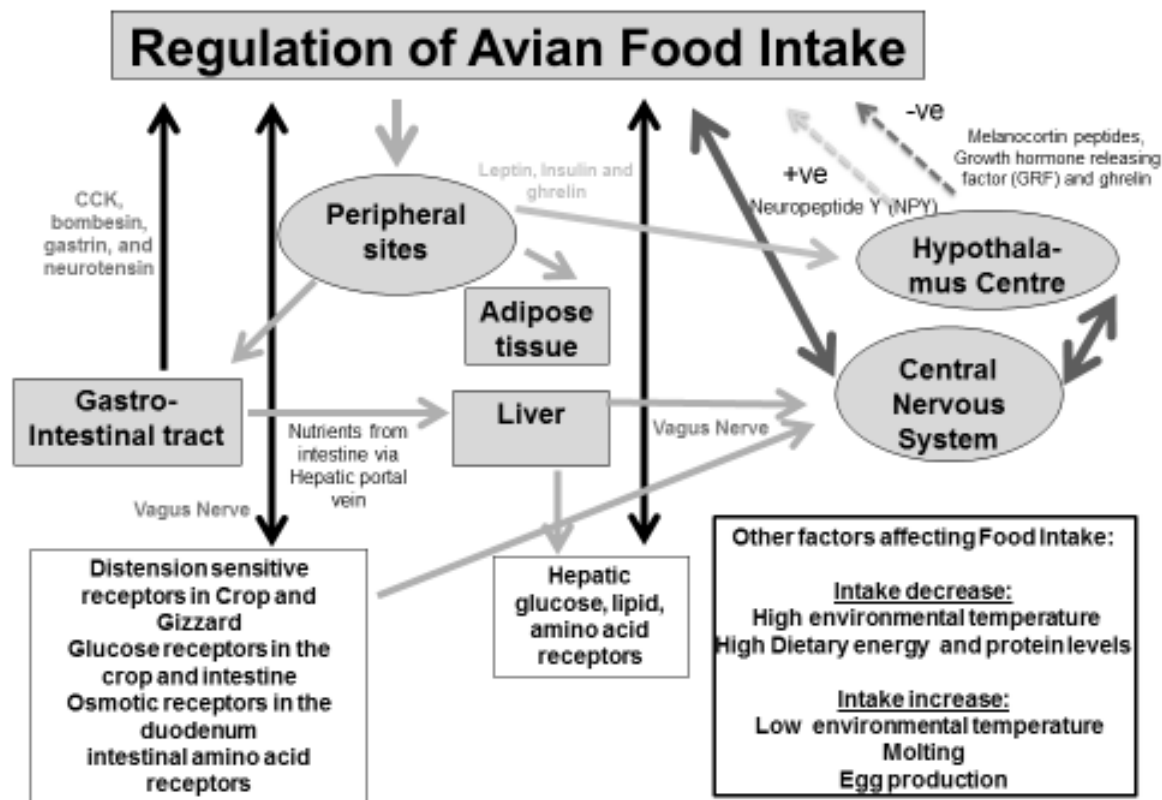 Regulation of Avian Food Intake
CCK,
bombesin,
gastrin, and
neurotensin
Peripheral
sites
Leptin, Insulin and
ghrelin
+ve
Neuropeptide Y (NPY)
-ve
Melanocortin peptides,
Growth hormone releasing
factor (GRF) and ghrelin
Hypothala-
mus Centre
Adipose
tissue
Gastro-
Intestinal tract
Nutrients from
intestine via
Hepatic portal
vein
Liver
Vagus Nerve
Central
Nervous
System
Vagus Nerve
Distension sensitive
receptors in Crop and
Gizzard
Glucose receptors in the
crop and intestine
Osmotic receptors in the
duodenum
intestinal amino acid
receptors
Hepatic
glucose, lipid,
amino acid
receptors
Other factors affecting Food Intake:
Intake decrease:
High environmental temperature
High Dietary energy and protein levels
Intake increase:
Low environmental temperature
Molting
Egg production